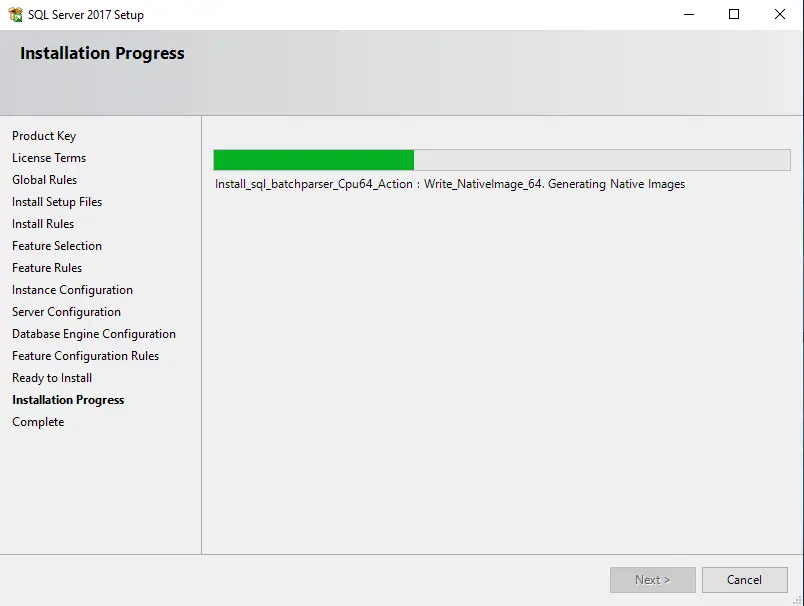 SQL Server 2017 Setup
Installation Progress
Product Key
License Terms
Global Rules
Install Setup Files
Install Rules
Feature Selection
Feature Rules
Instance Configuration
Server Configuration
Database Engine Configuration
Feature Configuration Rules
Ready to Install
Installation Progress
Complete
Install_sql_batchparser_Cpu64_Action : Write_NativeImage_64. Generating Native Images
Next >
Cancel